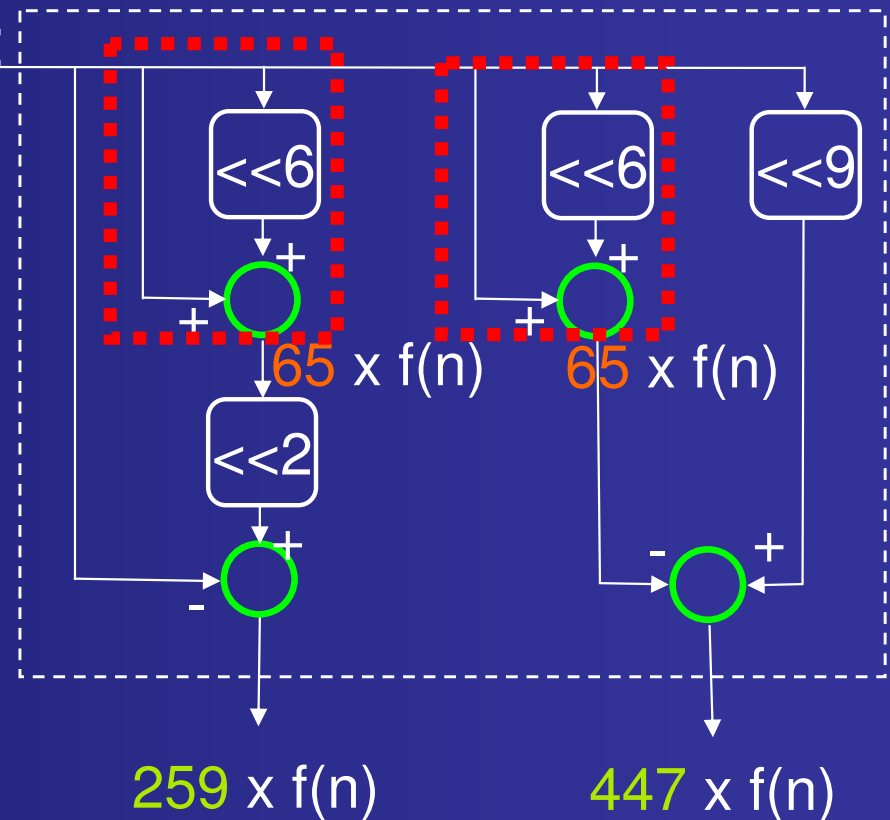 <<6 <<6 <<9
+ +
+ +
65 x f(n) 65 x f(n)
<<2
+ - +
-
259 x f(n) 447 x f(n)